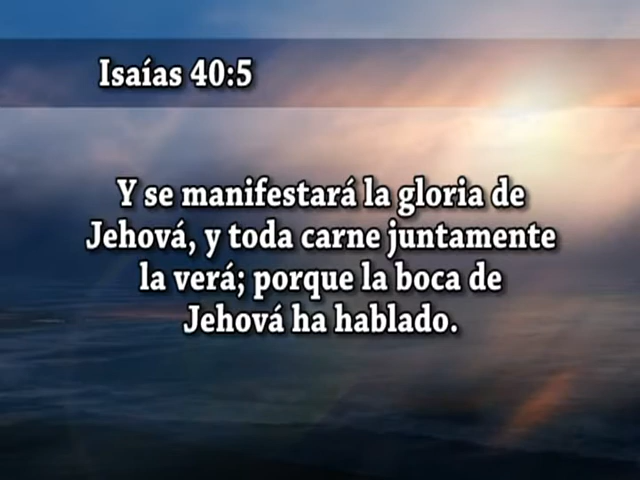 Isaías 40:5
Y se manifestará la gloria de
Jehová, y toda carne juntamente
la verá; porque la boca de
Jehová ha hablado.